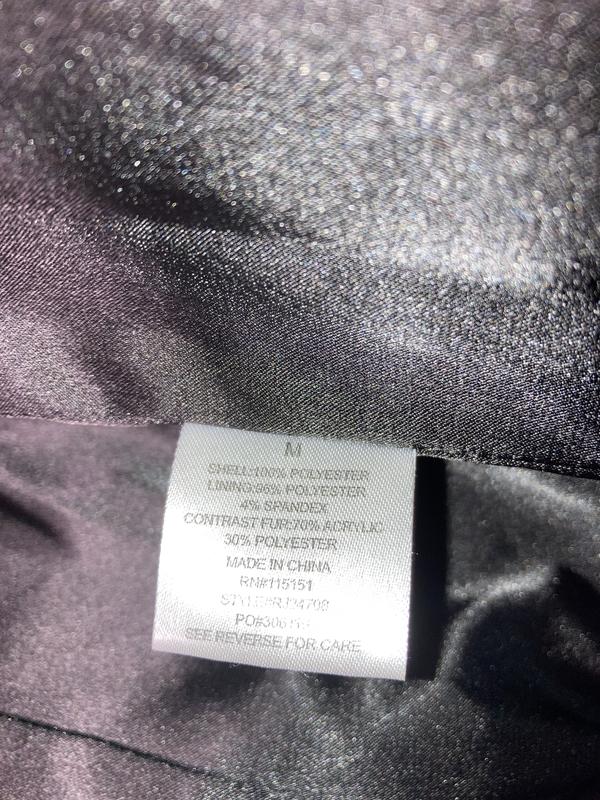 M
SHELL:100% POLYESTER
LINING:96% POLYESTER
4% SPANDEX
CONTRAST FUR:70% ACRYLIC
30% POLYESTER
MADE IN CHINA
RN#115151
SEE REVERSE FOR CARE